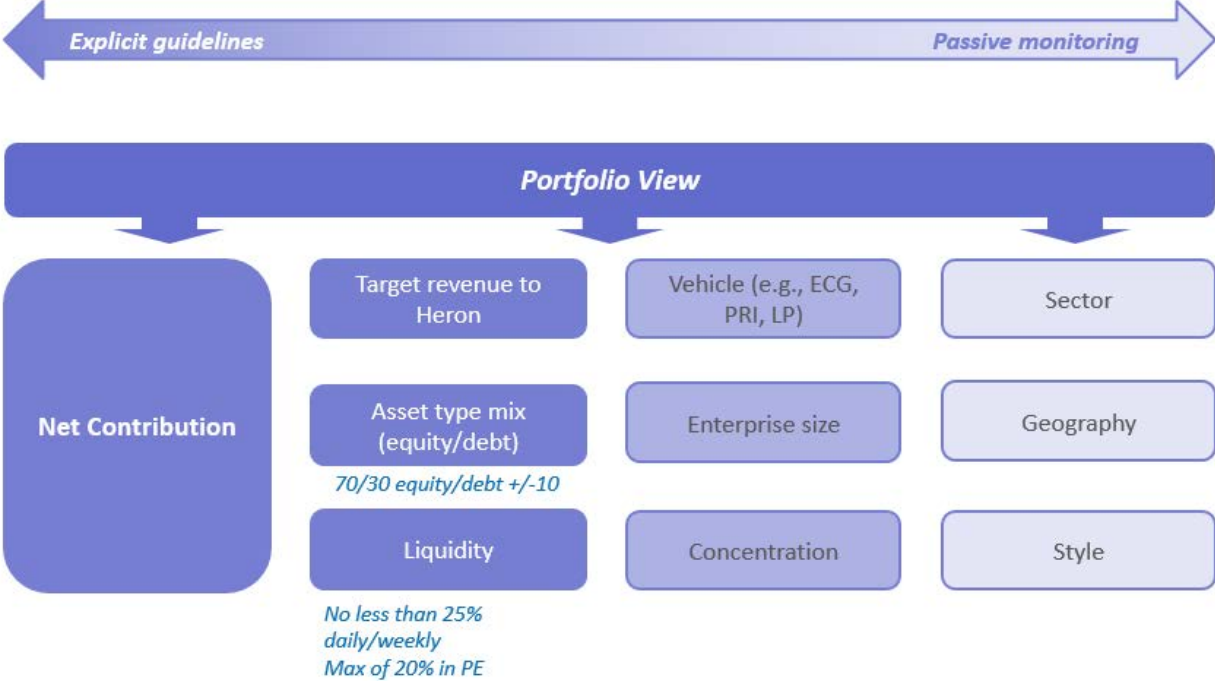 Explicit guidelines
Passive monitoring
Portfolio View
Net Contribution
Target revenue to
Heron
Vehicle (e.g., ECG,
PRI, LP)
Sector
Asset type mix
(equity/debt)
70/30 equity/debt +/-10
Enterprise size
Geography
Liquidity
No less than 25%
daily/weekly
Max of 20% in PE
Concentration
Style